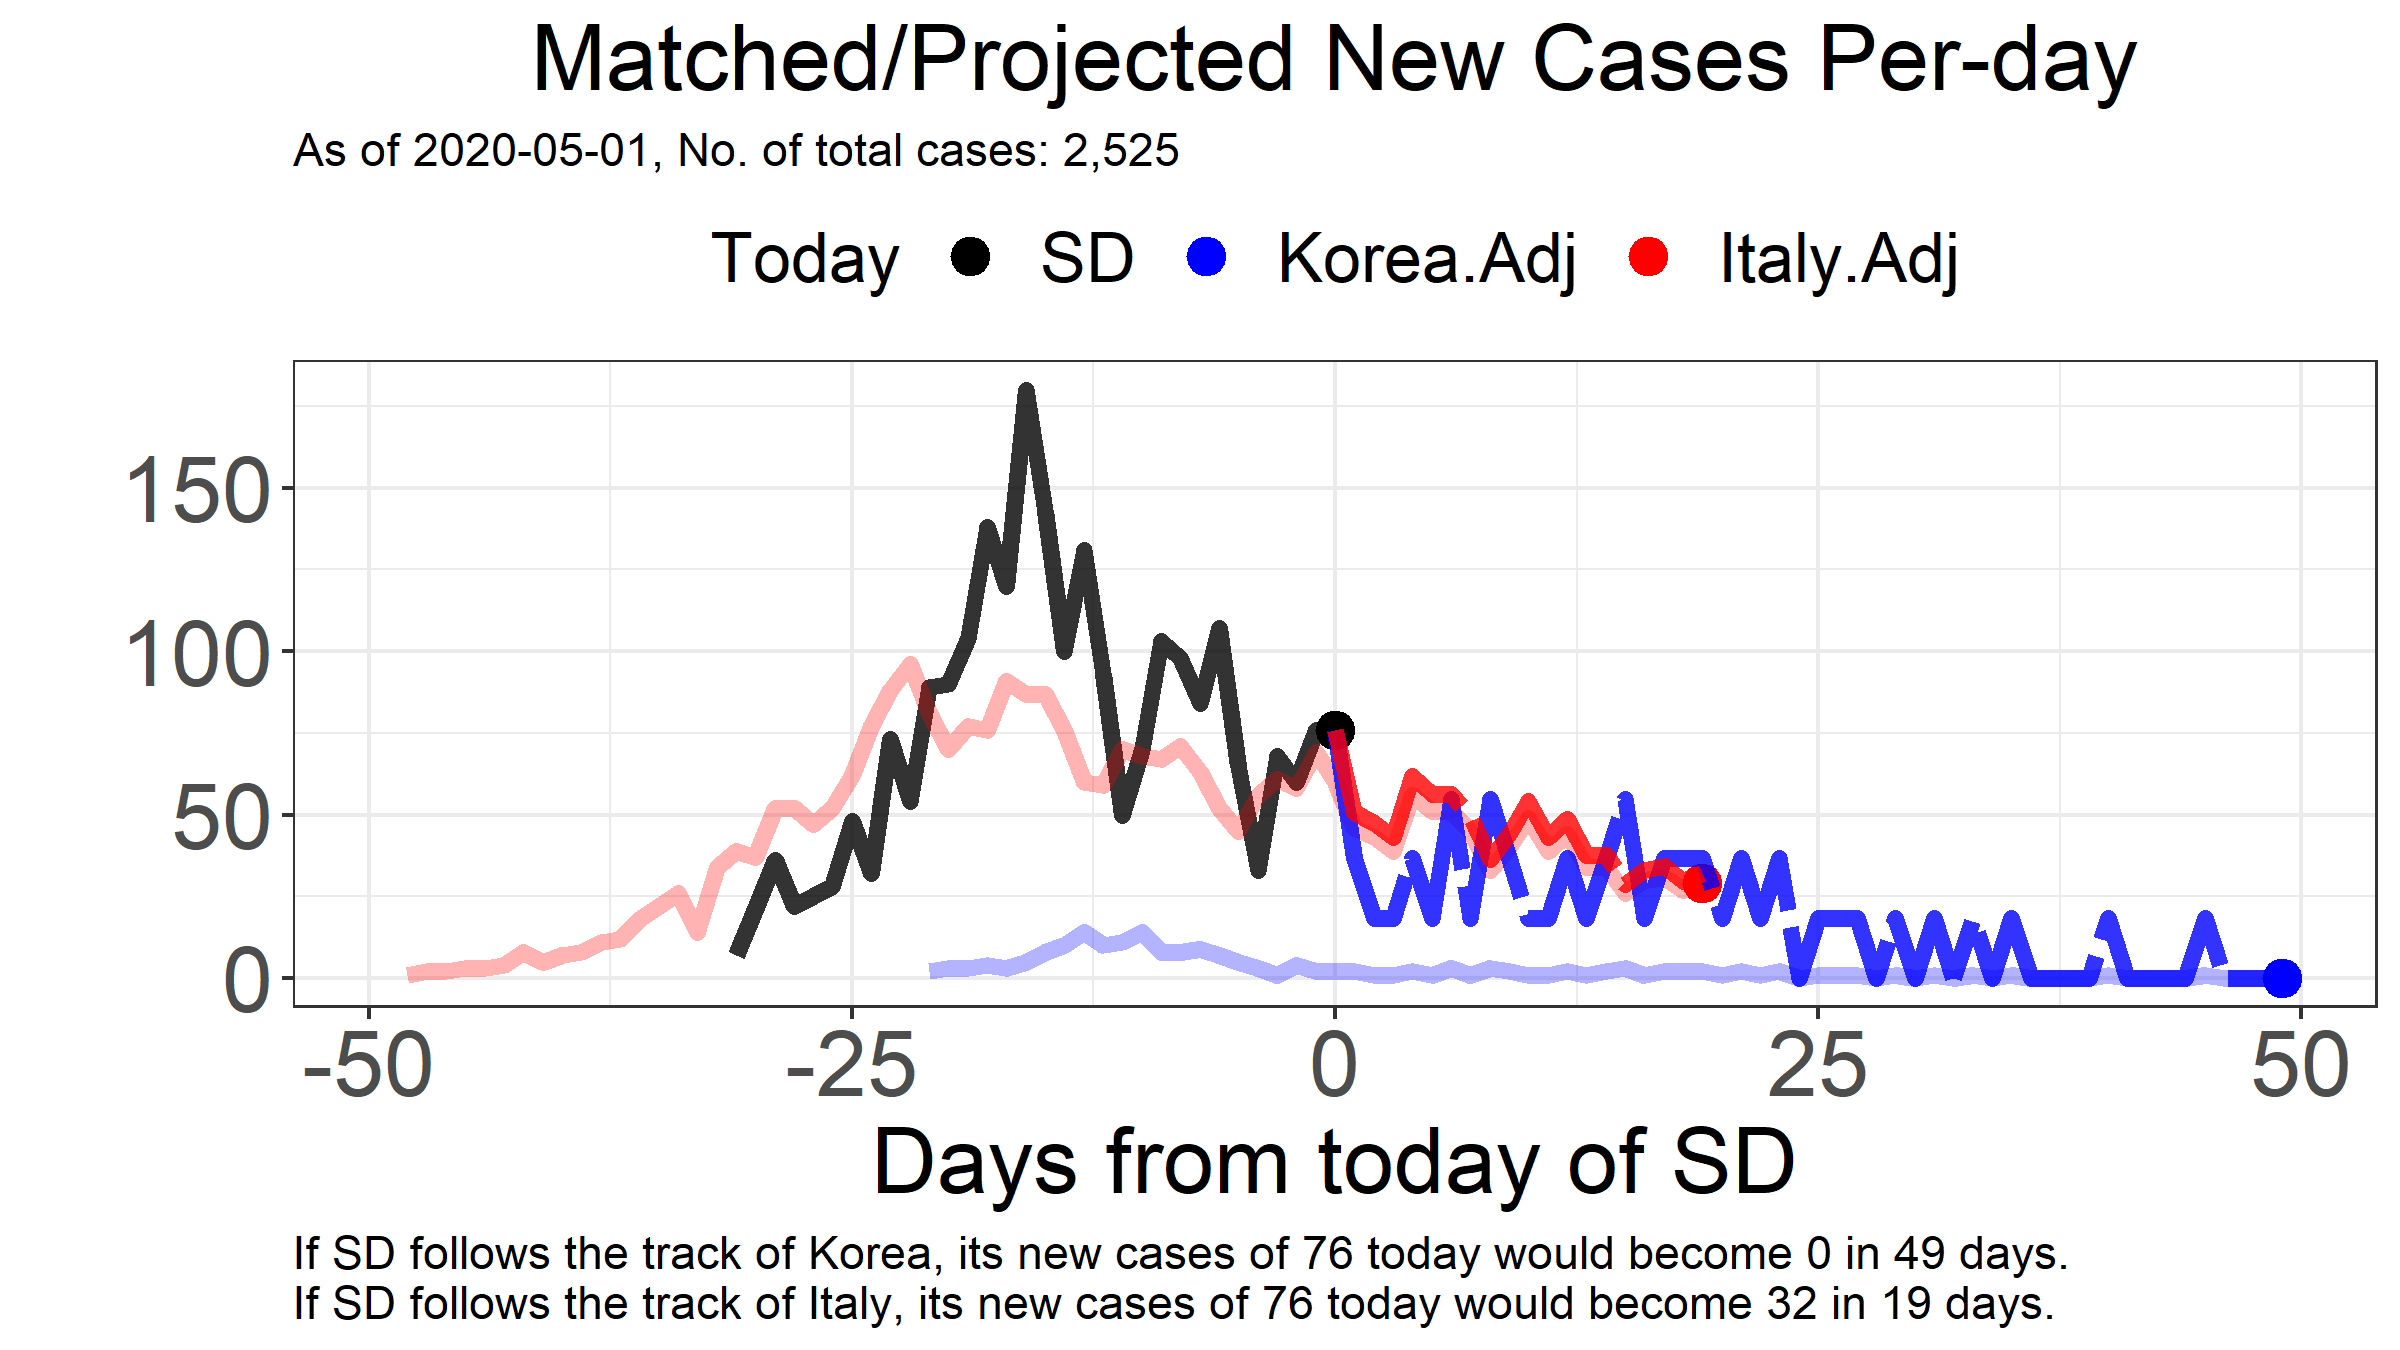 Matched/Projected New Cases Per-day
As of 2020-05-01, No. of total cases: 2,525
Today SD Korea.Adj Italy.Adj
150
100
50
0
-50 -25 0 25 50
Days from today of SD
If SD follows the track of Korea, its new cases of 76 today would become 0 in 49 days.
If SD follows the track of Italy, its new cases of 76 today would become 32 in 19 days.